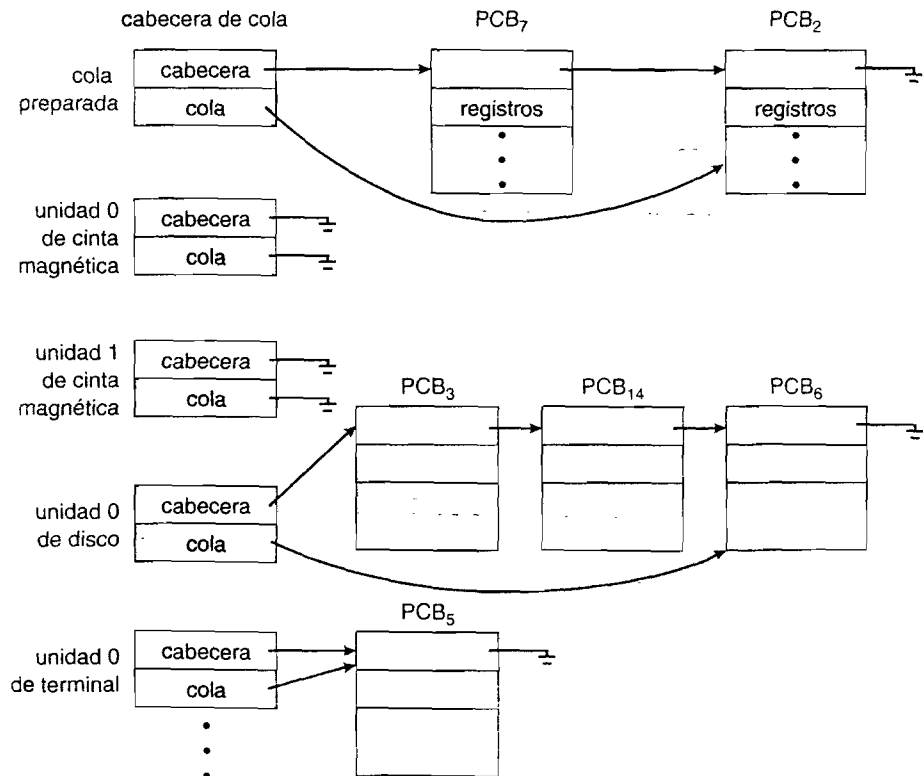 cabecera de cola
PCB7
PCB2
cola
preparada
cabecera
cola
registros
registros
unidad 0
de cinta
magnética
cabecera
cola
unidad 1
de cinta
magnética
cabecera
cola
PCB3
PCB14
PCB6
unidad 0
de disco
cabecera
cola
PCB5
unidad 0
de terminal
cabecera
cola